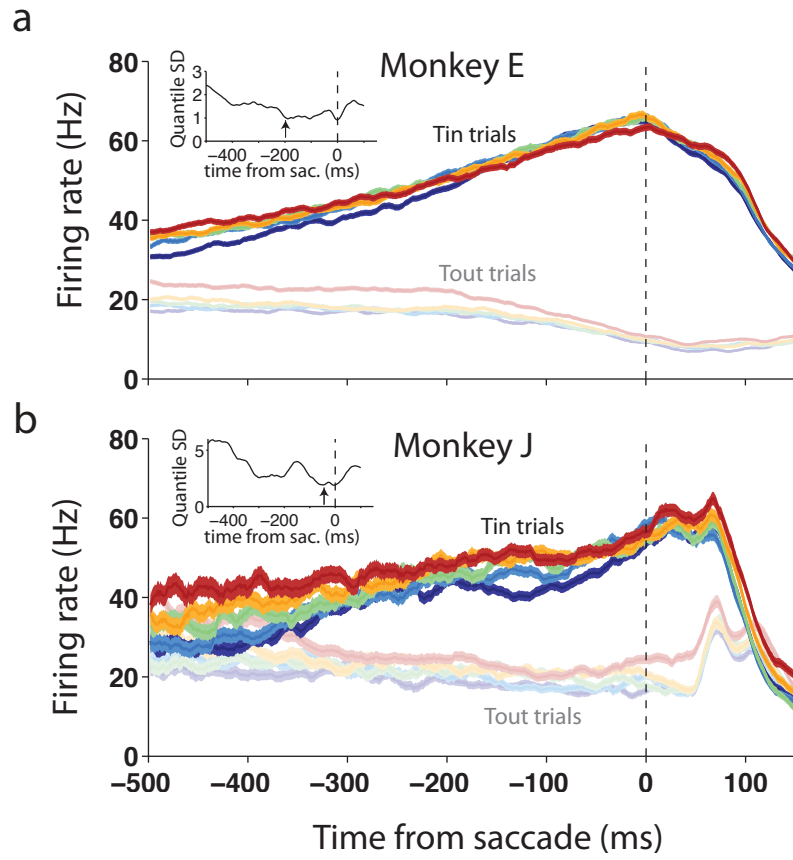 a
Monkey E
Firing rate (Hz)
80
60
40
20
0
Quantile SD
3
2
1
0
−400
−200
0
time from sac. (ms)
Tin trials
Tout trials
b
Monkey J
Firing rate (Hz)
80
60
40
20
0
Quantile SD
5
0
−400
−200
0
time from sac. (ms)
Tin trials
Tout trials
−500
−400
−300
−200
−100
0
100
Time from saccade (ms)